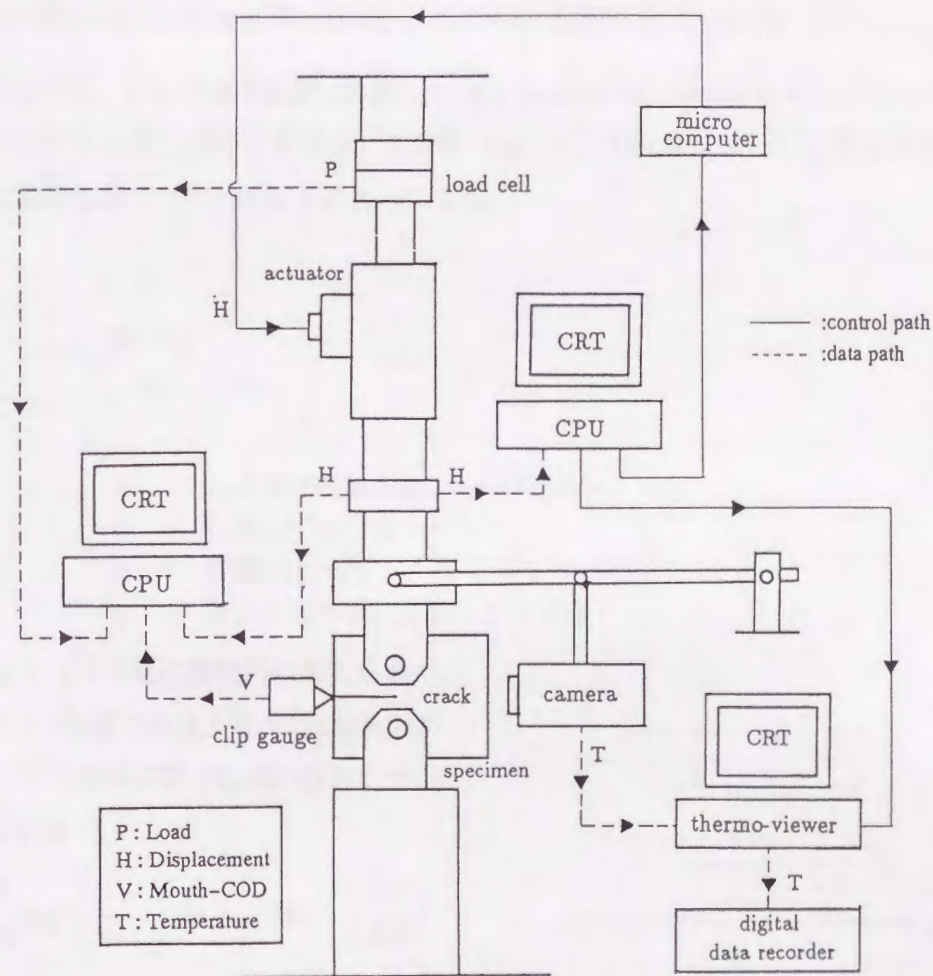 micro
computer
P
load cell
actuator
H
CRT
CPU
———:control path
-----:data path
H
H
CRT
CPU
V
clip gauge
crack
specimen
camera
T
CRT
thermo-viewer
T
digital
data recorder
P : Load
H : Displacement
V : Mouth-COD
T : Temperature